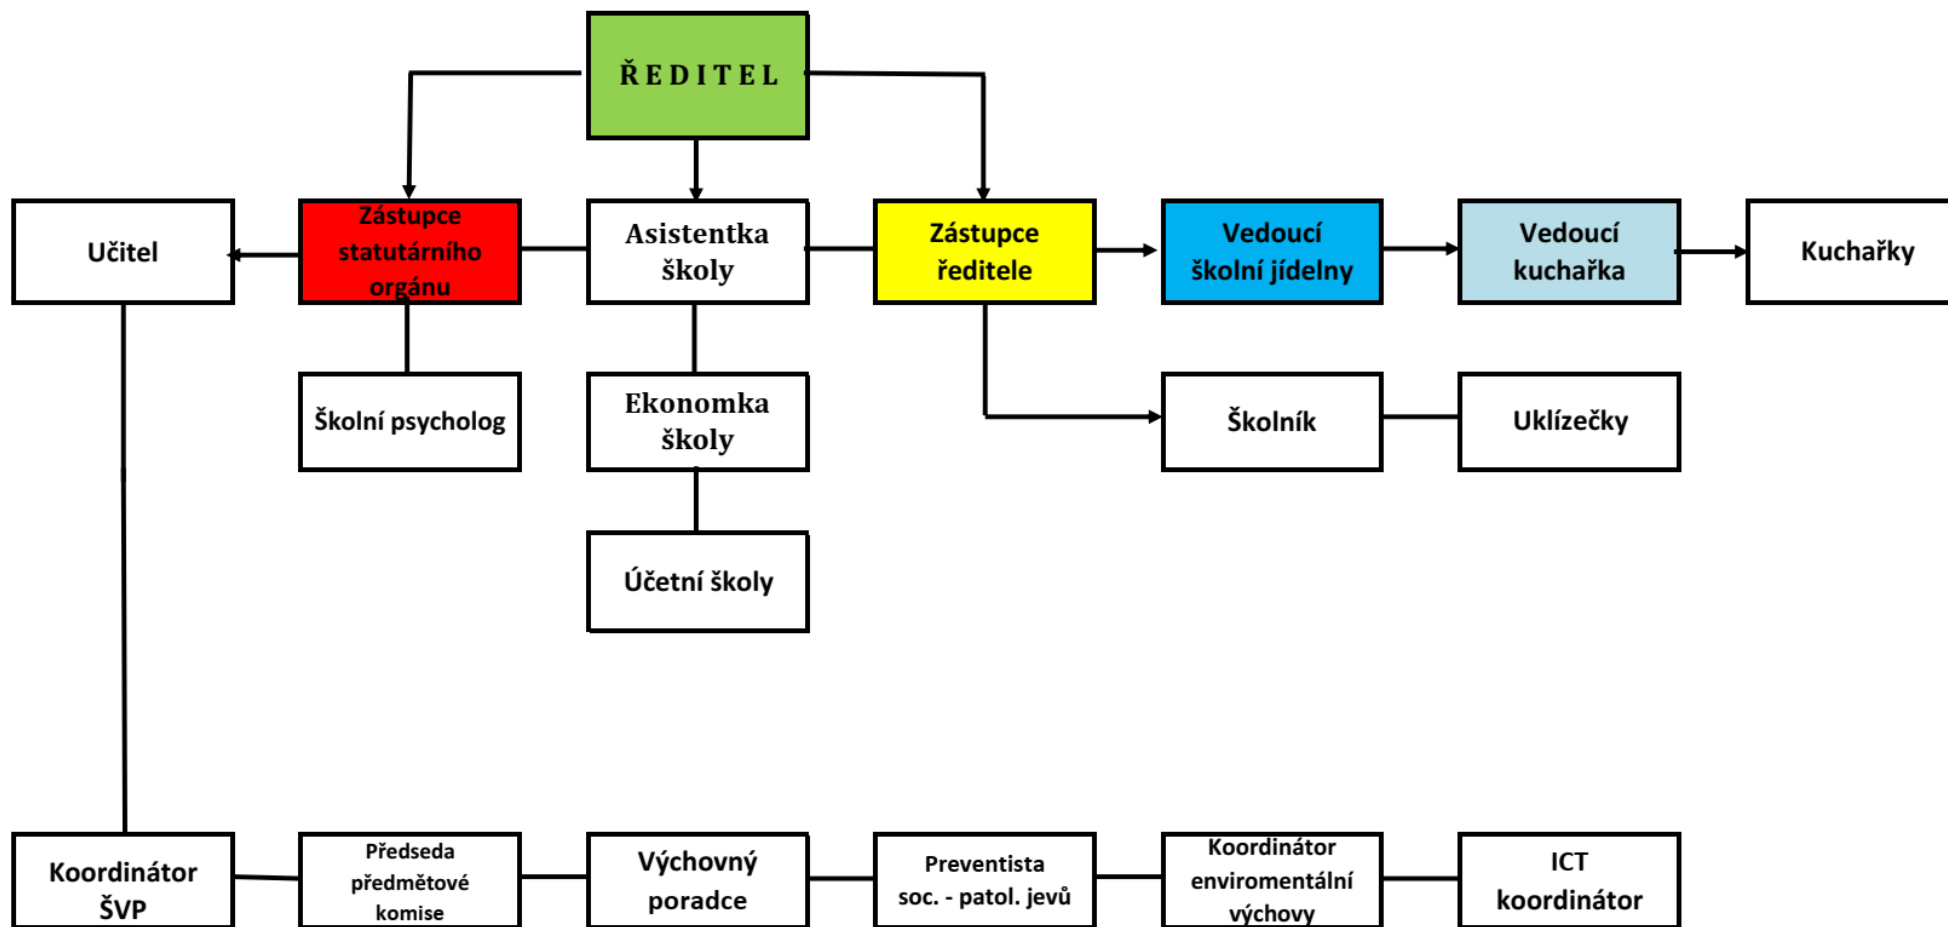 ŘEDITEL
Učitel
Zástupce
statutárního
orgánu
Asistentka
školy
Zástupce
ředitele
Vedoucí
školní jídelny
Vedoucí
kuchařka
Kuchařky
Školní psycholog
Ekonomka
školy
Školník
Uklízečky
Účetní školy
Koordinátor
ŠVP
Předseda
předmětové
komise
Výchovný
poradce
Preventista
soc. - patol. jevů
Koordinátor
enviromentální
výchovy
ICT
koordinátor